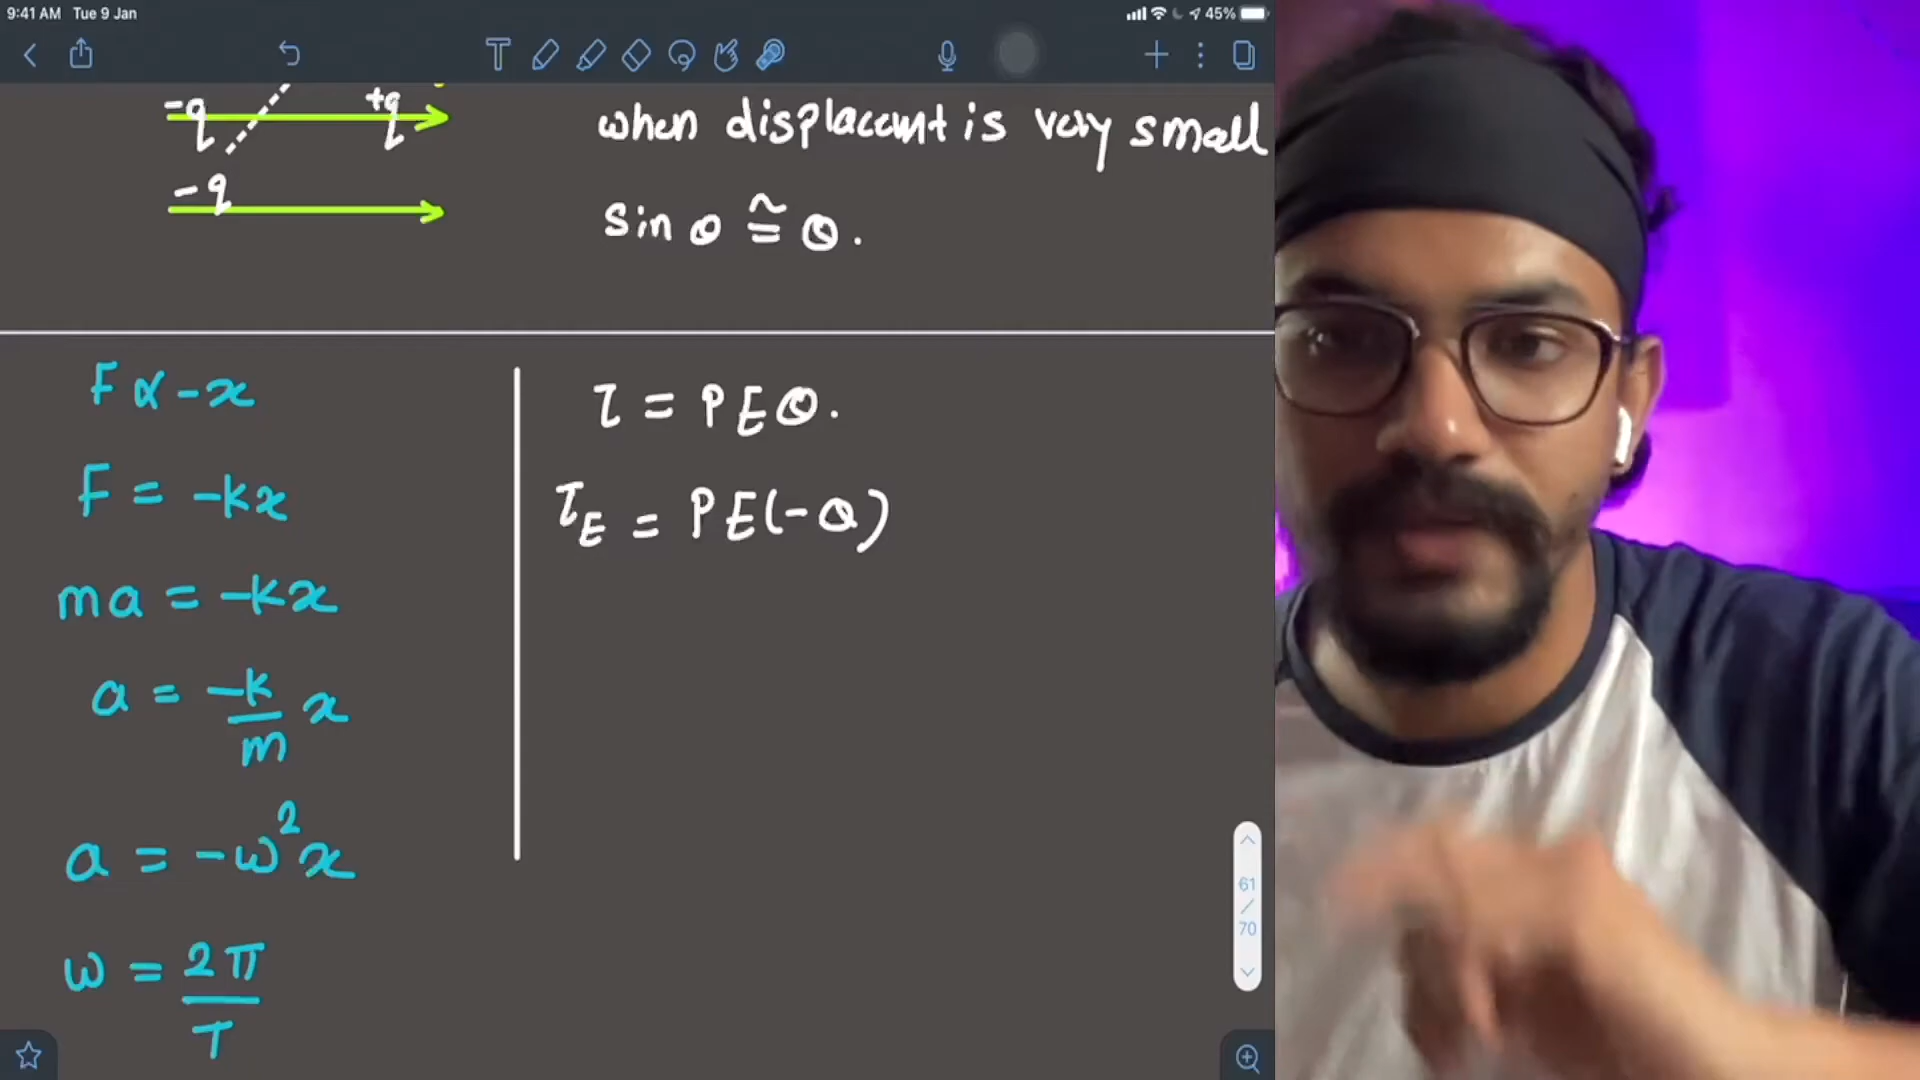 9:41 AM Tue 9 Jan
45%
T
-q +q
-q
when displacemnt is very small
sin θ ≅ θ.
F ∝ -x
F = -kx
ma = -kx
a = -k/m x
a = -ω²x
ω = 2π/T
τ = PEθ.
τE = PE(-θ)
61
/
70